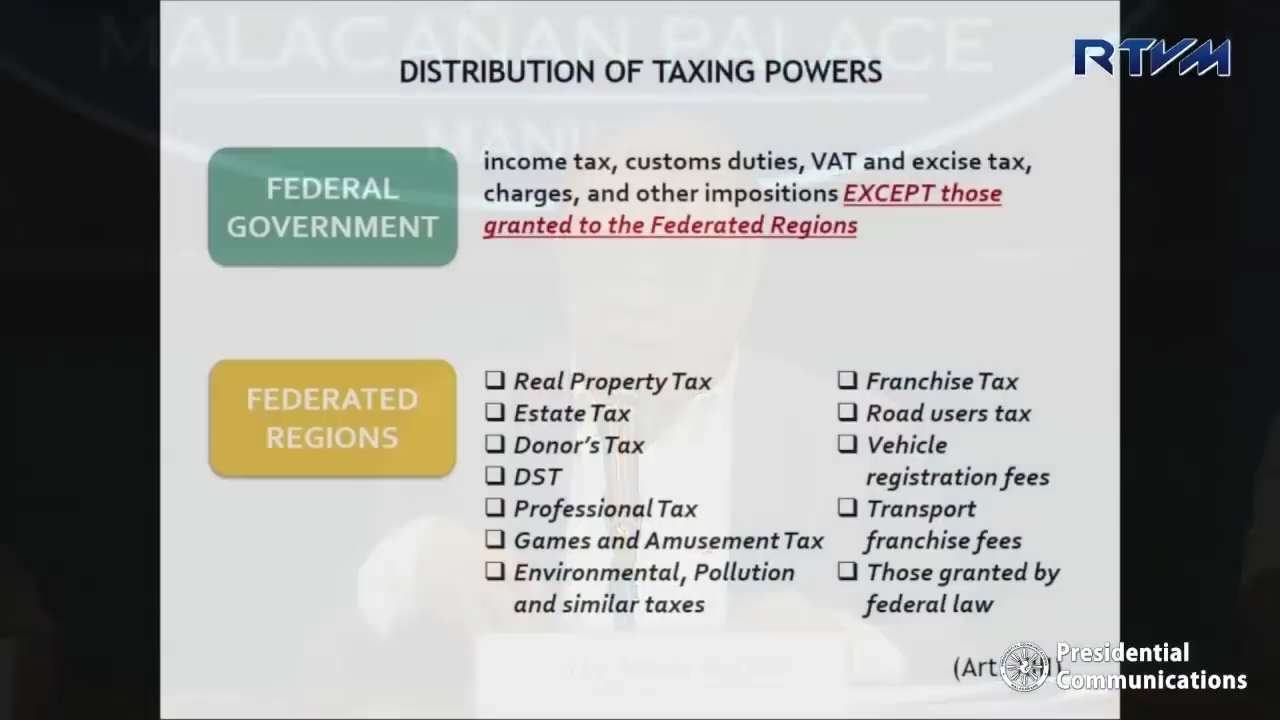 MALACAÑAN PALACE
RTVM
DISTRIBUTION OF TAXING POWERS
FEDERAL
GOVERNMENT
income tax, customs duties, VAT and excise tax,
charges, and other impositions EXCEPT those
granted to the Federated Regions
FEDERATED
REGIONS
❑ Real Property Tax
❑ Estate Tax
❑ Donor's Tax
❑ DST
❑ Professional Tax
❑ Games and Amusement Tax
❑ Environmental, Pollution
and similar taxes
❑ Franchise Tax
❑ Road users tax
❑ Vehicle
registration fees
❑ Transport
franchise fees
❑ Those granted by
federal law
(Art
Presidential
Communications